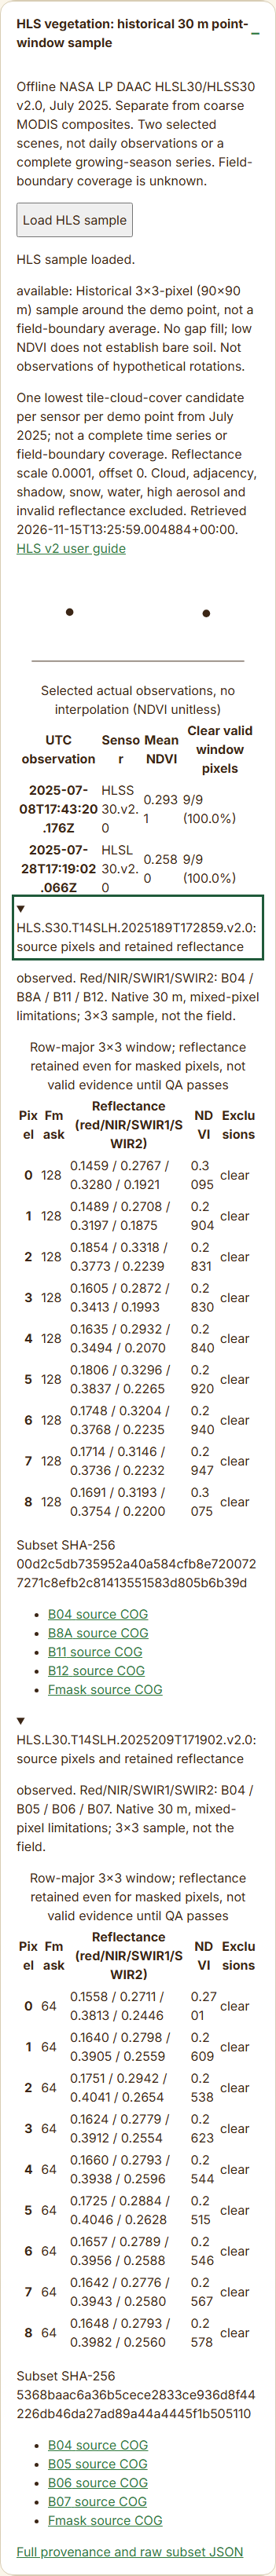 HLS vegetation: historical 30 m point-
window sample
−
Offline NASA LP DAAC HLSL30/HLSS30
v2.0, July 2025. Separate from coarse
MODIS composites. Two selected
scenes, not daily observations or a
complete growing-season series. Field-
boundary coverage is unknown.
Load HLS sample
HLS sample loaded.
available: Historical 3×3-pixel (90×90
m) sample around the demo point, not a
field-boundary average. No gap fill; low
NDVI does not establish bare soil. Not
observations of hypothetical rotations.
One lowest tile-cloud-cover candidate
per sensor per demo point from July
2025; not a complete time series or
field-boundary coverage. Reflectance
scale 0.0001, offset 0. Cloud, adjacency,
shadow, snow, water, high aerosol and
invalid reflectance excluded. Retrieved
2026-11-15T13:25:59.004884+00:00.
HLS v2 user guide
Selected actual observations, no
interpolation (NDVI unitless)
UTC observation Sensor Mean NDVI Clear valid window pixels
2025-07-08T17:43:20.176Z HLSS30.v2.0 0.2931 9/9 (100.0%)
2025-07-28T17:19:02.066Z HLSL30.v2.0 0.2580 9/9 (100.0%)
▼
HLS.S30.T14SLH.2025189T172859.v2.0:
source pixels and retained reflectance
observed. Red/NIR/SWIR1/SWIR2: B04 /
B8A / B11 / B12. Native 30 m, mixed-pixel
limitations; 3×3 sample, not the field.
Row-major 3×3 window; reflectance
retained even for masked pixels, not
valid evidence until QA passes
Pixel Fmask Reflectance (red/NIR/SWIR1/SWIR2) NDVI Exclusions
0 128 0.1459 / 0.2767 / 0.3280 / 0.1921 0.3095 clear
1 128 0.1489 / 0.2708 / 0.3197 / 0.1875 0.2904 clear
2 128 0.1854 / 0.3318 / 0.3773 / 0.2239 0.2831 clear
3 128 0.1605 / 0.2872 / 0.3413 / 0.1993 0.2830 clear
4 128 0.1635 / 0.2932 / 0.3494 / 0.2070 0.2840 clear
5 128 0.1806 / 0.3296 / 0.3837 / 0.2265 0.2920 clear
6 128 0.1748 / 0.3204 / 0.3768 / 0.2235 0.2940 clear
7 128 0.1714 / 0.3146 / 0.3736 / 0.2232 0.2947 clear
8 128 0.1691 / 0.3193 / 0.3754 / 0.2200 0.3075 clear
Subset SHA-256
00d2c5db735952a40a584cfb8e720072
7271c8efb2c81413551583d805b6b39d
B04 source COG
B8A source COG
B11 source COG
B12 source COG
Fmask source COG
▼
HLS.L30.T14SLH.2025209T171902.v2.0:
source pixels and retained reflectance
observed. Red/NIR/SWIR1/SWIR2: B04 /
B05 / B06 / B07. Native 30 m, mixed-
pixel limitations; 3×3 sample, not the
field.
Row-major 3×3 window; reflectance
retained even for masked pixels, not
valid evidence until QA passes
Pixel Fmask Reflectance (red/NIR/SWIR1/SWIR2) NDVI Exclusions
0 64 0.1558 / 0.2711 / 0.3813 / 0.2446 0.2701 clear
1 64 0.1640 / 0.2798 / 0.3905 / 0.2559 0.2609 clear
2 64 0.1751 / 0.2942 / 0.4041 / 0.2654 0.2538 clear
3 64 0.1624 / 0.2779 / 0.3912 / 0.2554 0.2623 clear
4 64 0.1660 / 0.2793 / 0.3938 / 0.2596 0.2544 clear
5 64 0.1725 / 0.2884 / 0.4046 / 0.2628 0.2515 clear
6 64 0.1657 / 0.2789 / 0.3956 / 0.2588 0.2546 clear
7 64 0.1642 / 0.2776 / 0.3943 / 0.2580 0.2567 clear
8 64 0.1648 / 0.2793 / 0.3982 / 0.2560 0.2578 clear
Subset SHA-256
5368baac6a36b5cece2833ce936d8f44
226db46da27ad89a44a4445f1b505110
B04 source COG
B05 source COG
B06 source COG
B07 source COG
Fmask source COG
Full provenance and raw subset JSON